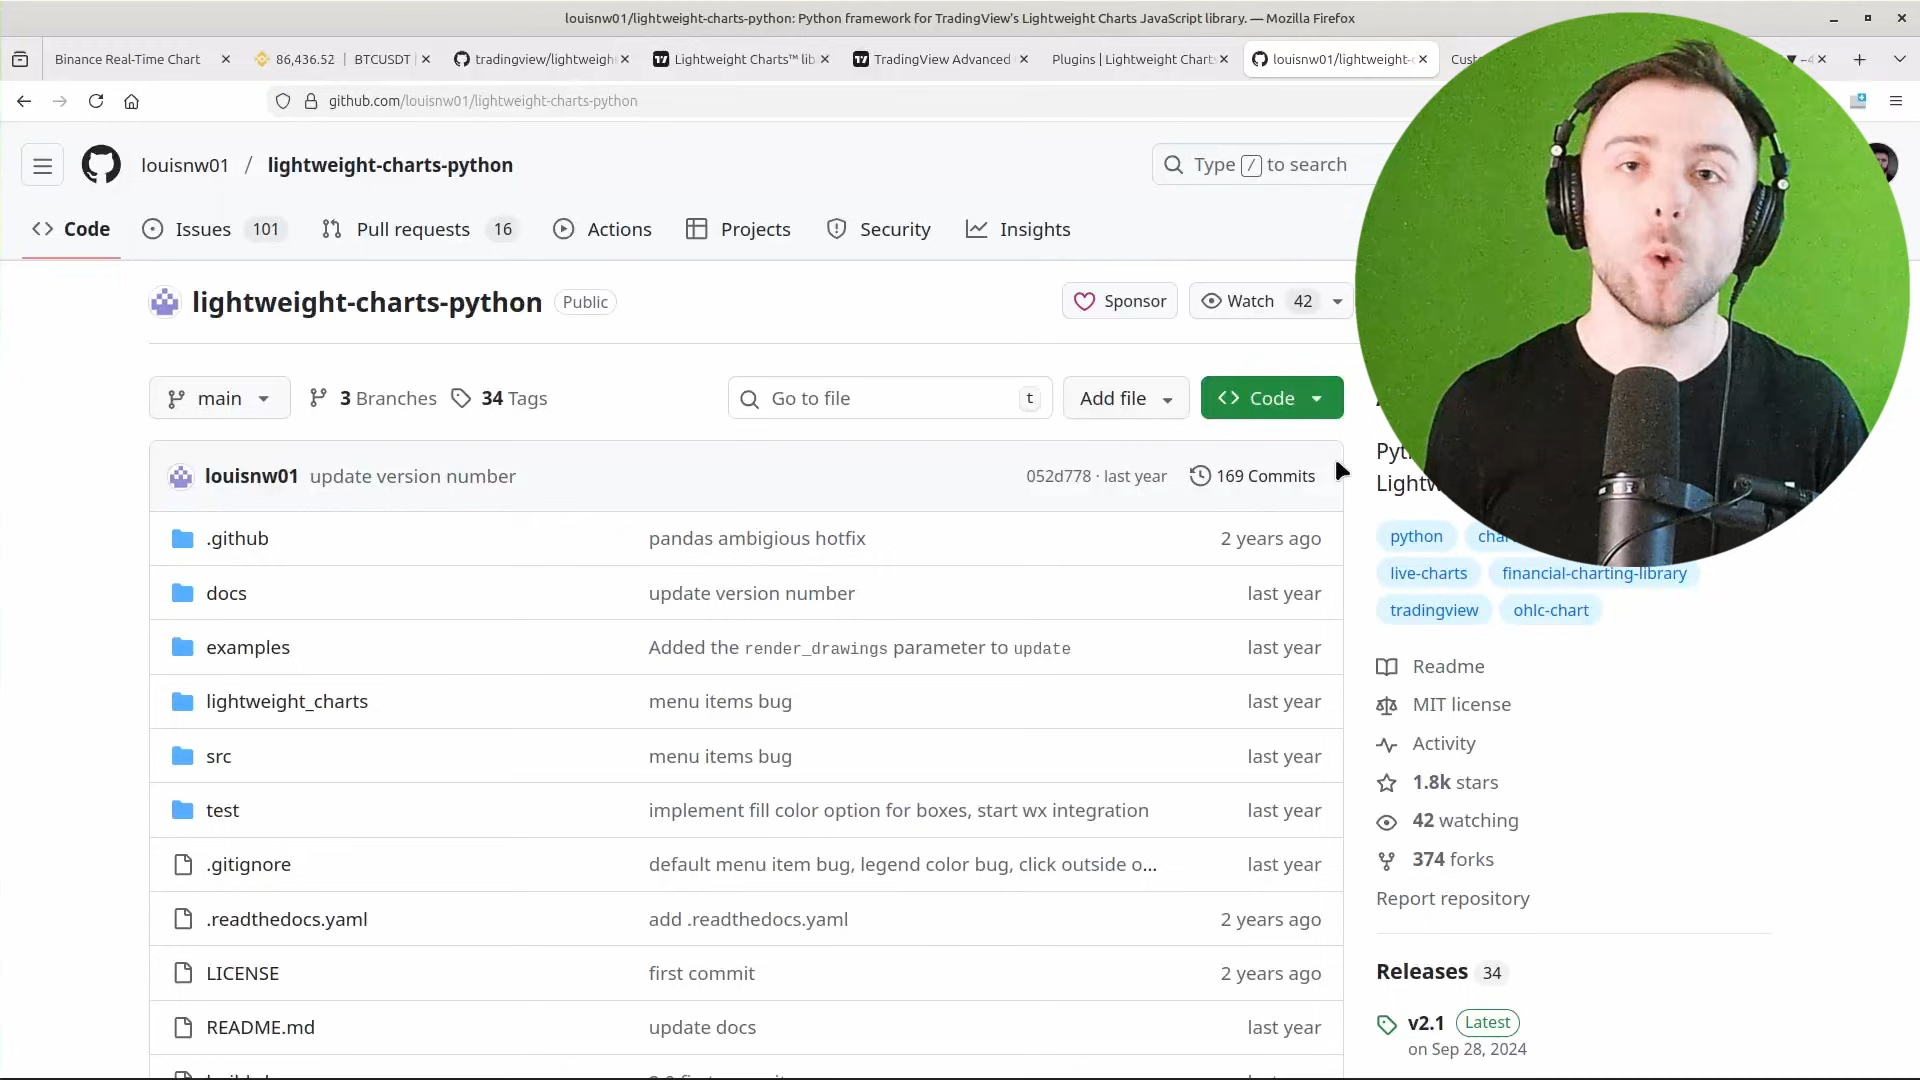 louisnw01/lightweight-charts-python: Python framework for TradingView's Lightweight Charts JavaScript library. — Mozilla Firefox
Binance Real-Time Chart
86,436.52 | BTCUSDT |
tradingview/lightweigh
Lightweight Charts™ lib
TradingView Advanced
Plugins | Lightweight Chart
louisnw01/lightweight-
Cust
github.com/louisnw01/lightweight-charts-python
louisnw01 / lightweight-charts-python
Type / to search
Code
Issues 101
Pull requests 16
Actions
Projects
Security
Insights
lightweight-charts-python Public
Sponsor
Watch 42
main
3 Branches
34 Tags
Go to file t
Add file
Code
louisnw01 update version number 052d778 · last year 169 Commits
.github pandas ambigious hotfix 2 years ago
docs update version number last year
examples Added the render_drawings parameter to update last year
lightweight_charts menu items bug last year
src menu items bug last year
test implement fill color option for boxes, start wx integration last year
.gitignore default menu item bug, legend color bug, click outside o... last year
.readthedocs.yaml add .readthedocs.yaml 2 years ago
LICENSE first commit 2 years ago
README.md update docs last year
Pyt
Lightw
python
live-charts financial-charting-library
tradingview ohlc-chart
Readme
MIT license
Activity
1.8k stars
42 watching
374 forks
Report repository
Releases 34
v2.1 Latest
on Sep 28, 2024